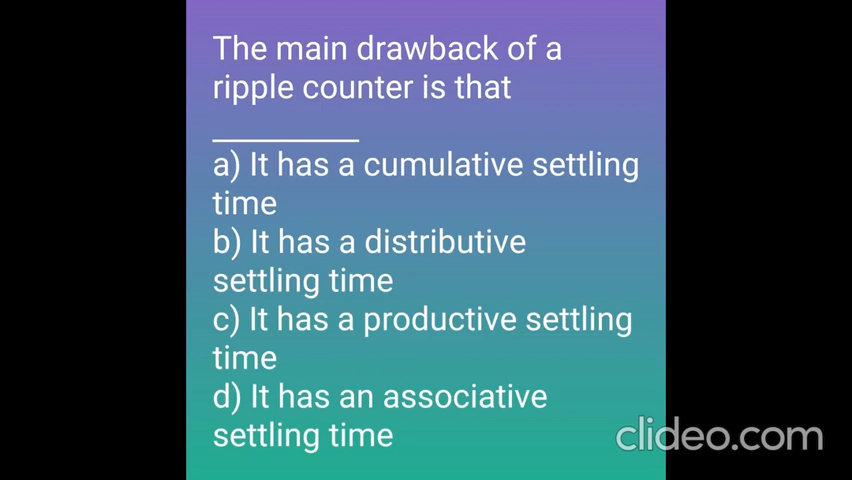 The main drawback of a
ripple counter is that
_________
a) It has a cumulative settling
time
b) It has a distributive
settling time
c) It has a productive settling
time
d) It has an associative
settling time
clideo.com